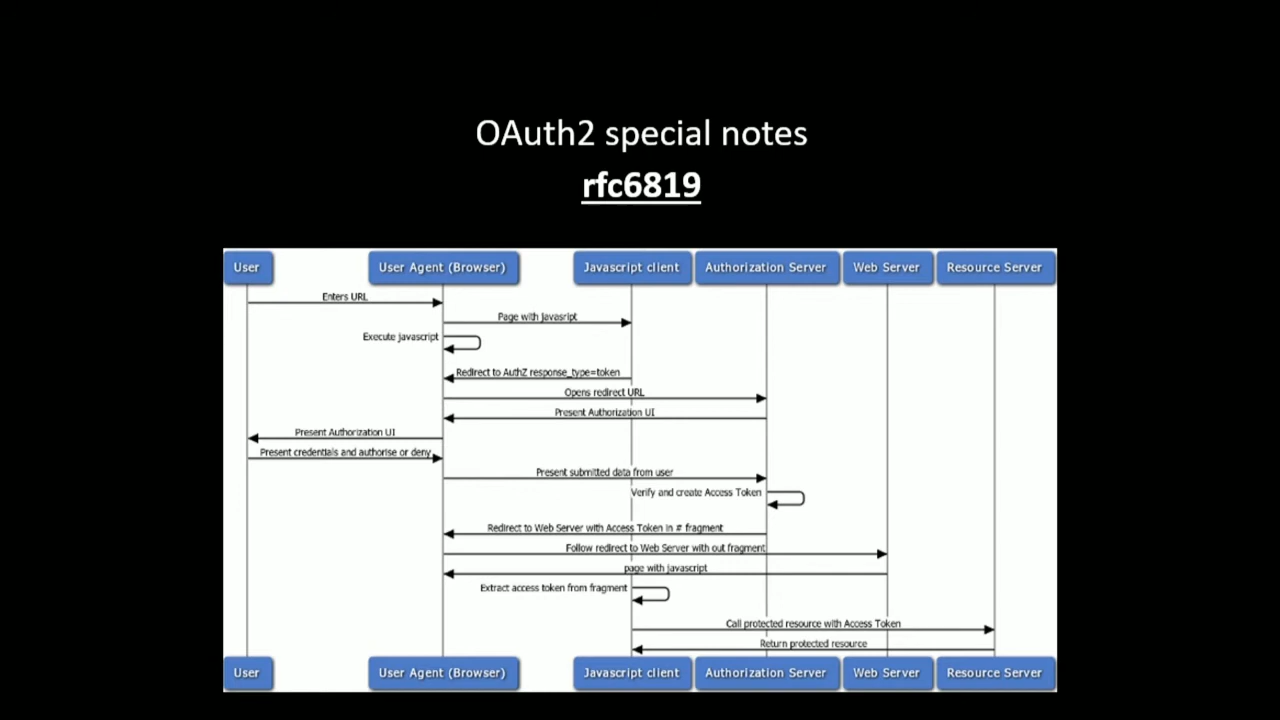 OAuth2 special notes
rfc6819
User User Agent (Browser) Javascript client Authorization Server Web Server Resource Server
Enters URL
Page with javasript
Execute javascript
Redirect to AuthZ response_type=token
Opens redirect URL
Present Authorization UI
Present Authorization UI
Present credentials and authorise or deny
Present submitted data from user
Verify and create Access Token
Redirect to Web Server with Access Token in # fragment
Follow redirect to Web Server with out fragment
page with javascript
Extract access token from fragment
Call protected resource with Access Token
Return protected resource
User User Agent (Browser) Javascript client Authorization Server Web Server Resource Server